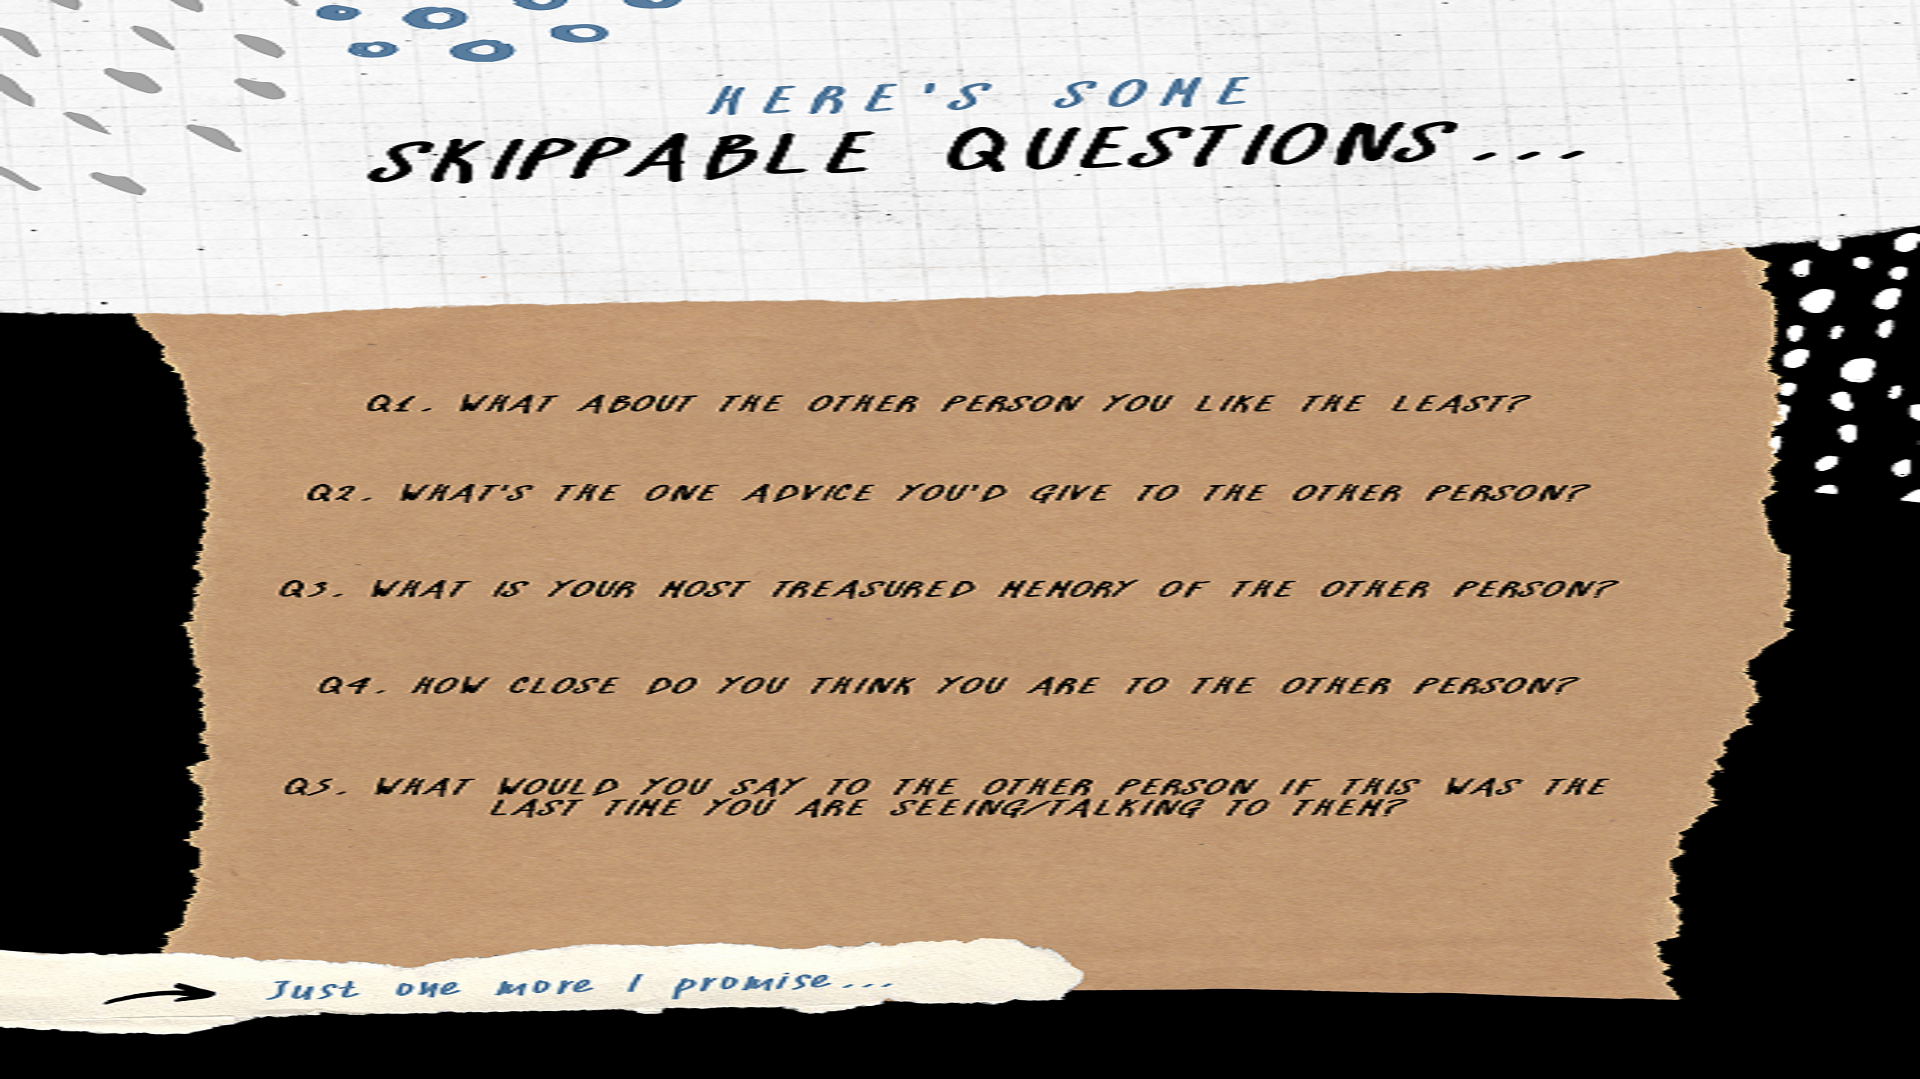 HERE'S SOME
SKIPPABLE QUESTIONS...
Q1. WHAT ABOUT THE OTHER PERSON YOU LIKE THE LEAST?
Q2. WHAT'S THE ONE ADVICE YOU'D GIVE TO THE OTHER PERSON?
Q3. WHAT IS YOUR MOST TREASURED MEMORY OF THE OTHER PERSON?
Q4. HOW CLOSE DO YOU THINK YOU ARE TO THE OTHER PERSON?
Q5. WHAT WOULD YOU SAY TO THE OTHER PERSON IF THIS WAS THE
LAST TIME YOU ARE SEEING/TALKING TO THEM?
Just one more I promise...